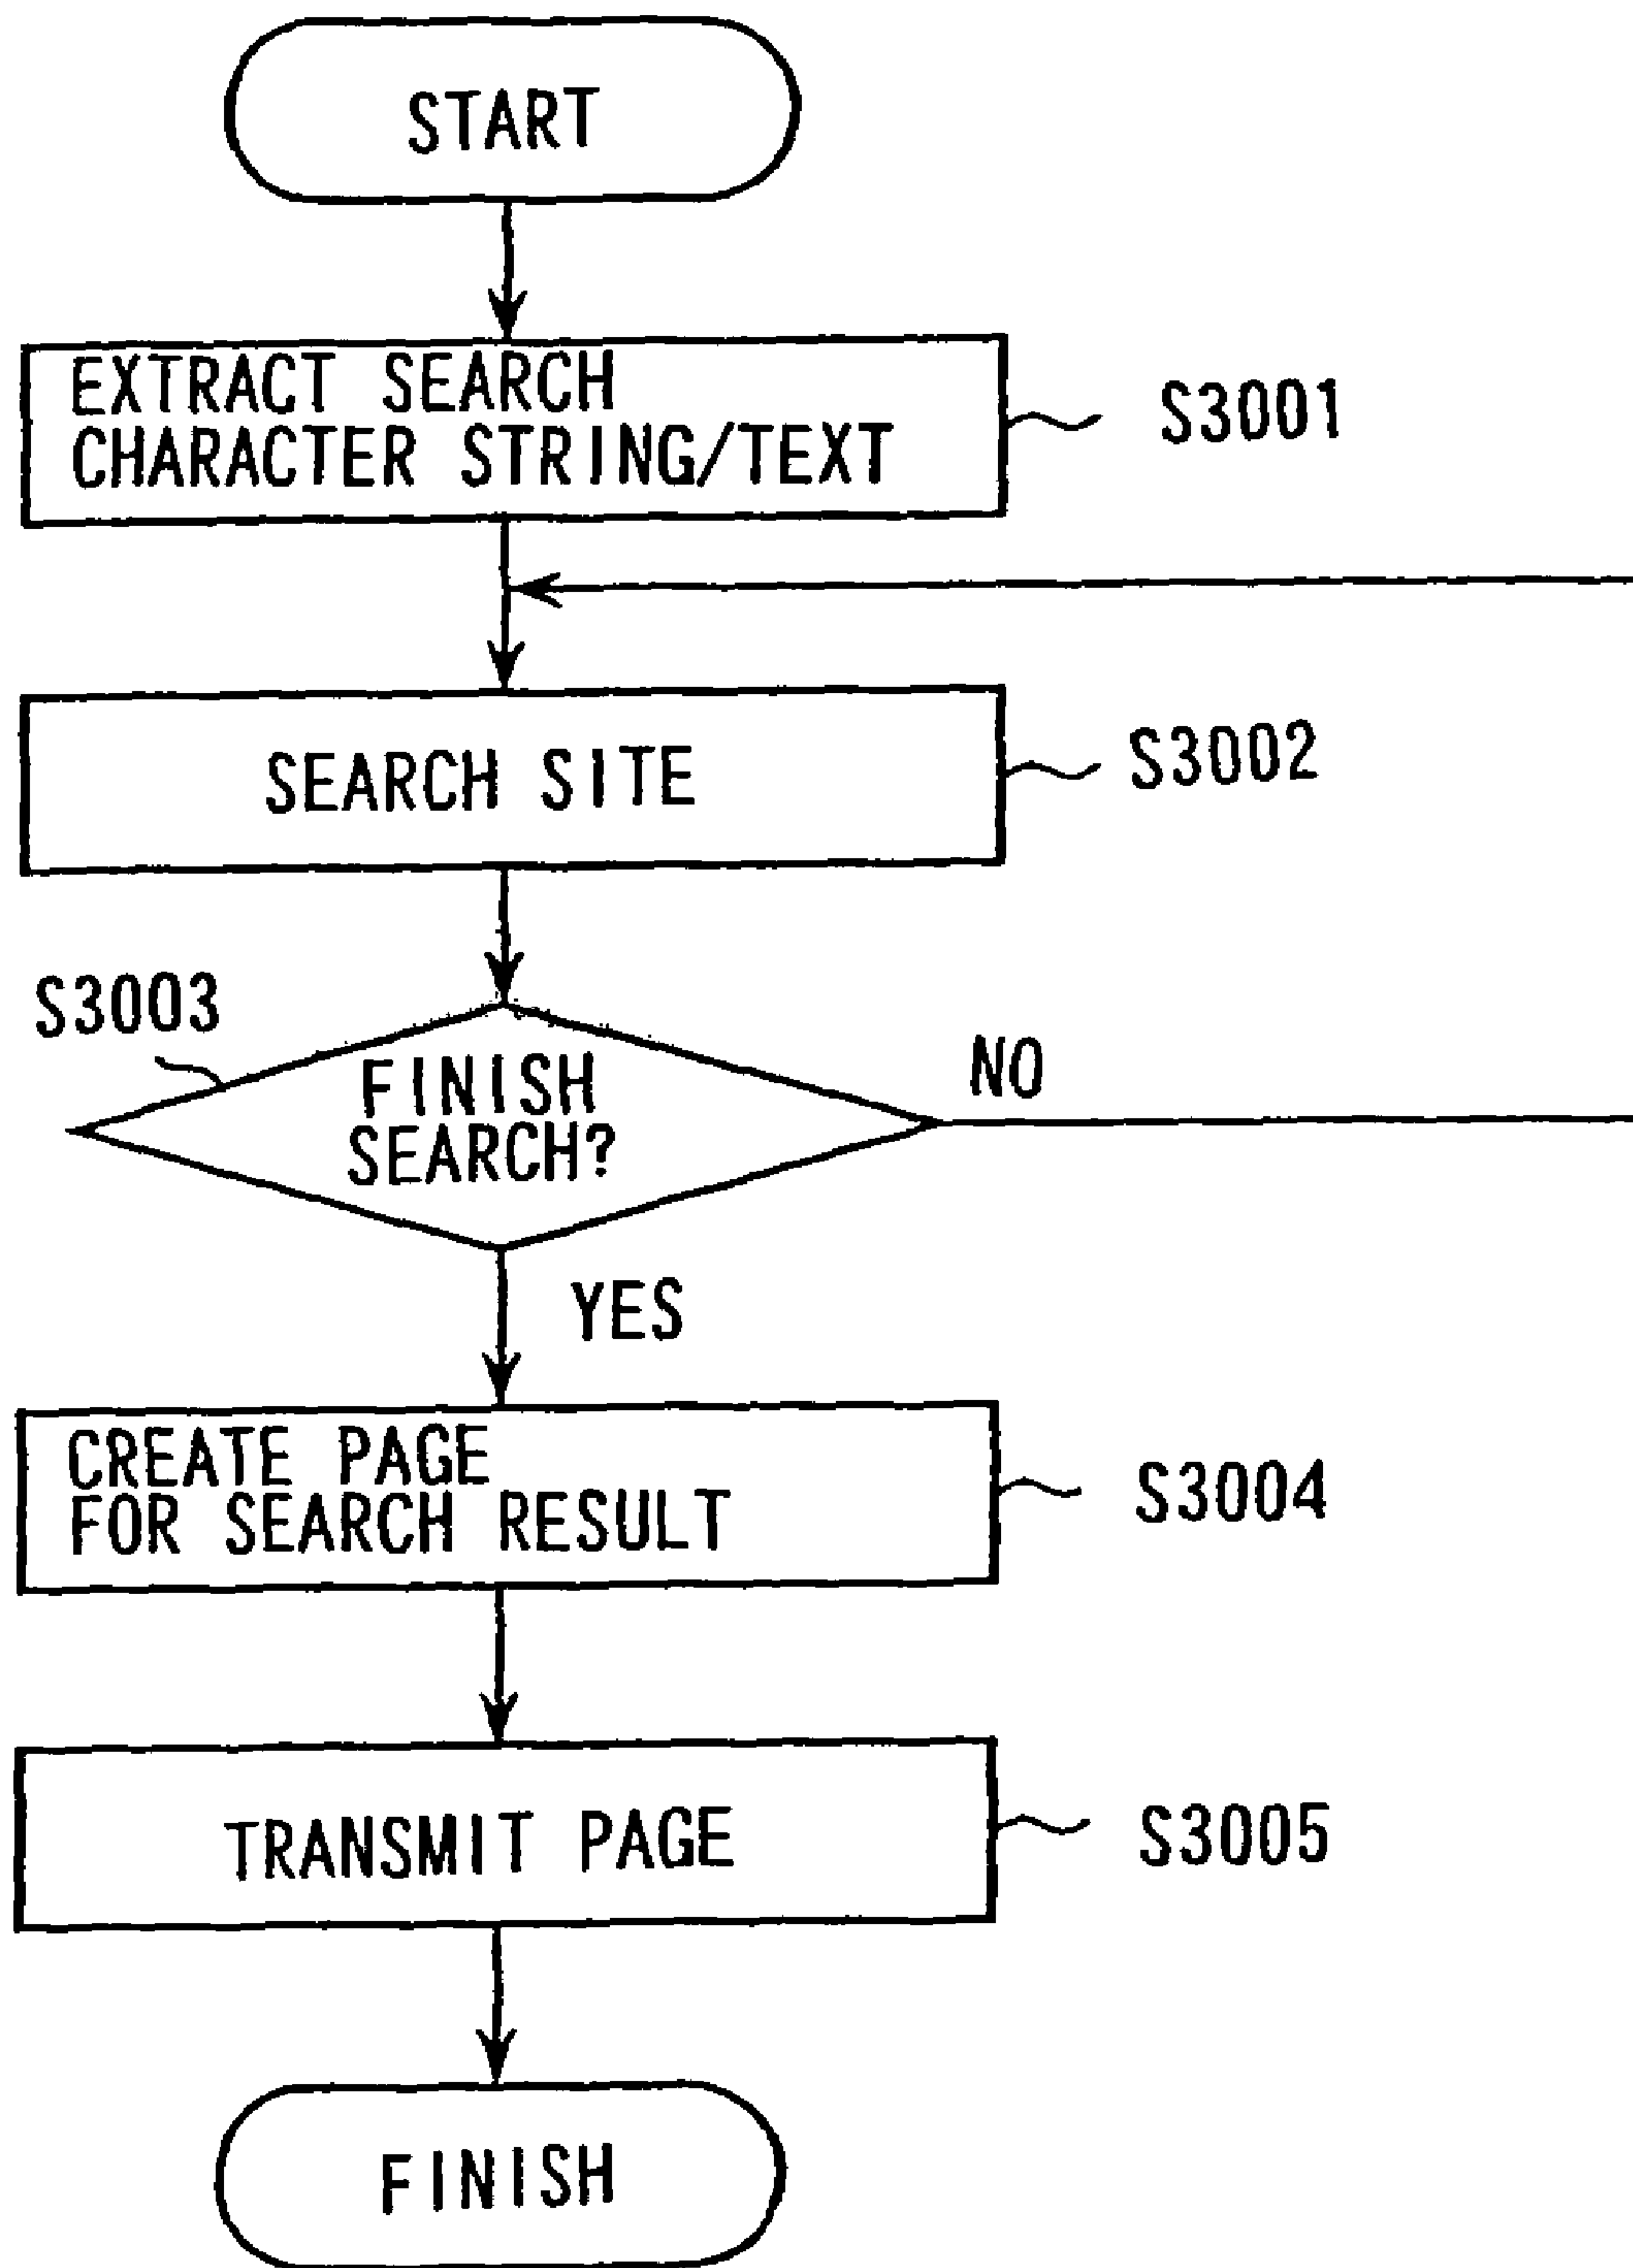 START
EXTRACT SEARCH
CHARACTER STRING/TEXT
S3001
SEARCH SITE
S3002
S3003
FINISH
SEARCH?
NO
YES
CREATE PAGE
FOR SEARCH RESULT
S3004
TRANSMIT PAGE
S3005
FINISH